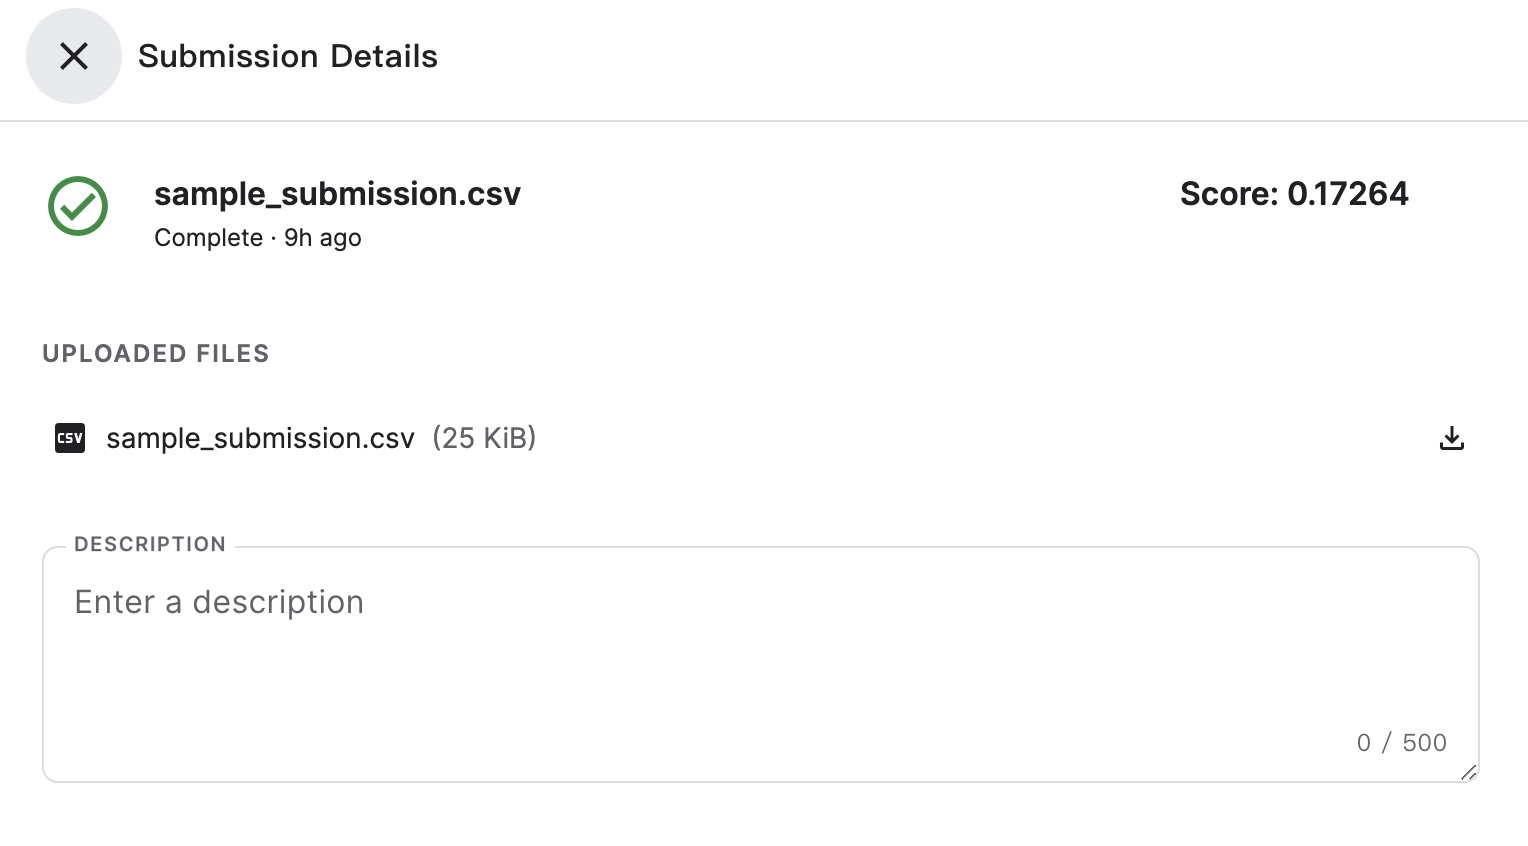 Submission Details
sample_submission.csv
Score: 0.17264
Complete · 9h ago
UPLOADED FILES
CSV sample_submission.csv (25 KiB)
DESCRIPTION
Enter a description
0 / 500